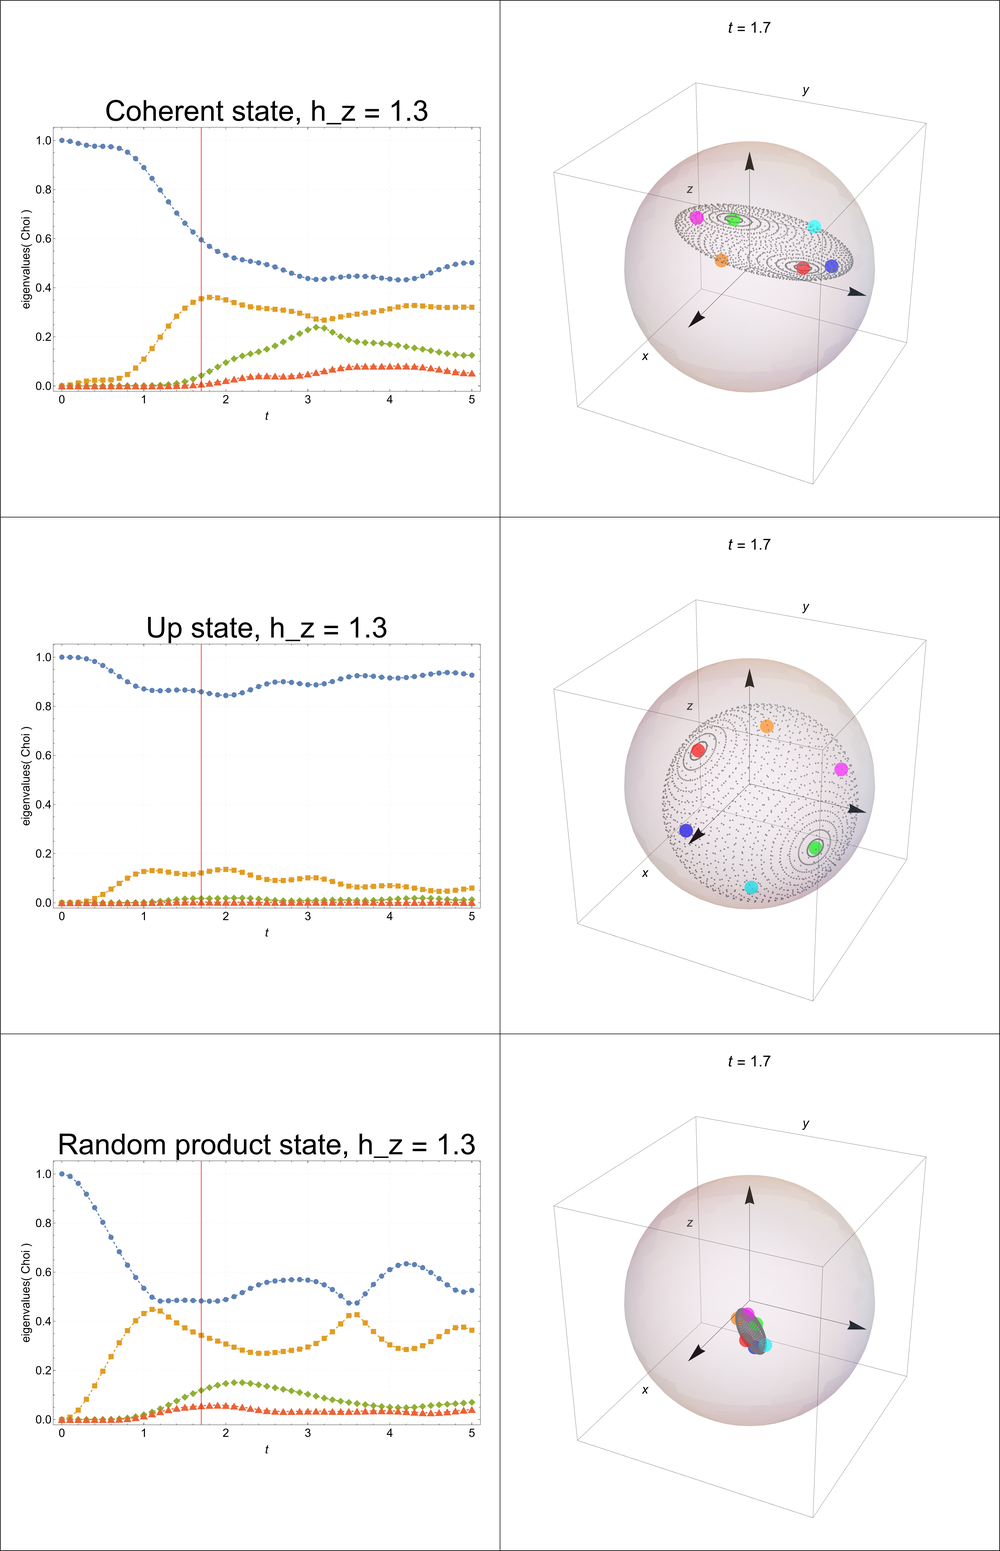 t = 1.7
y
z
x
Coherent state, h_z = 1.3
eigenvalues( Choi )
1.0
0.8
0.6
0.4
0.2
0.0
0 1 2 3 4 5
t
t = 1.7
y
z
x
Up state, h_z = 1.3
eigenvalues( Choi )
1.0
0.8
0.6
0.4
0.2
0.0
0 1 2 3 4 5
t
t = 1.7
y
z
x
Random product state, h_z = 1.3
eigenvalues( Choi )
1.0
0.8
0.6
0.4
0.2
0.0
0 1 2 3 4 5
t